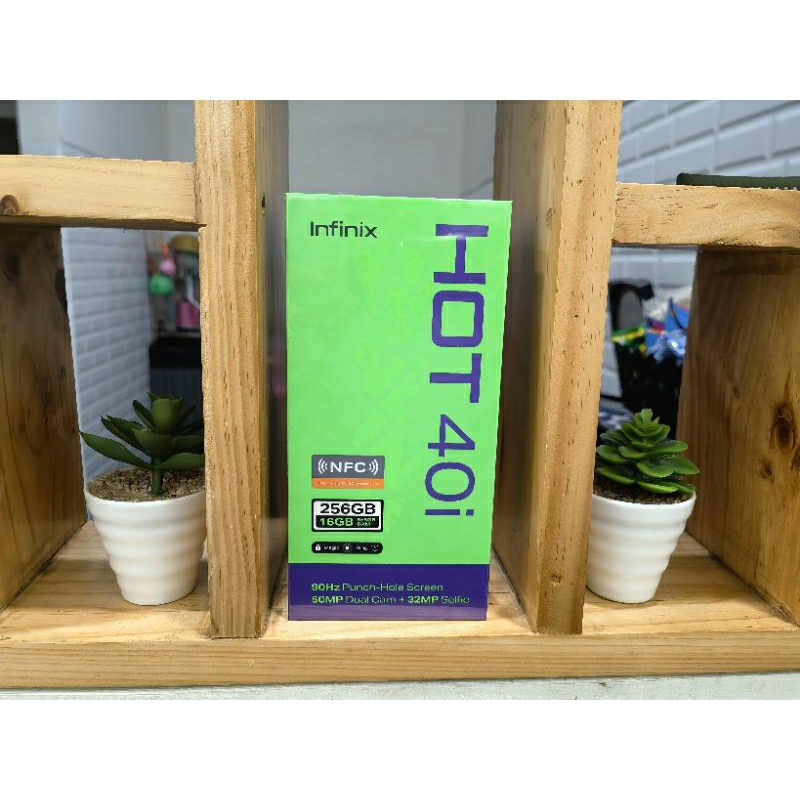 Infinix
HOT 40i
NFC
256GB
16GB
90Hz Punch-Hole Screen
50MP Dual Cam + 32MP Selfie